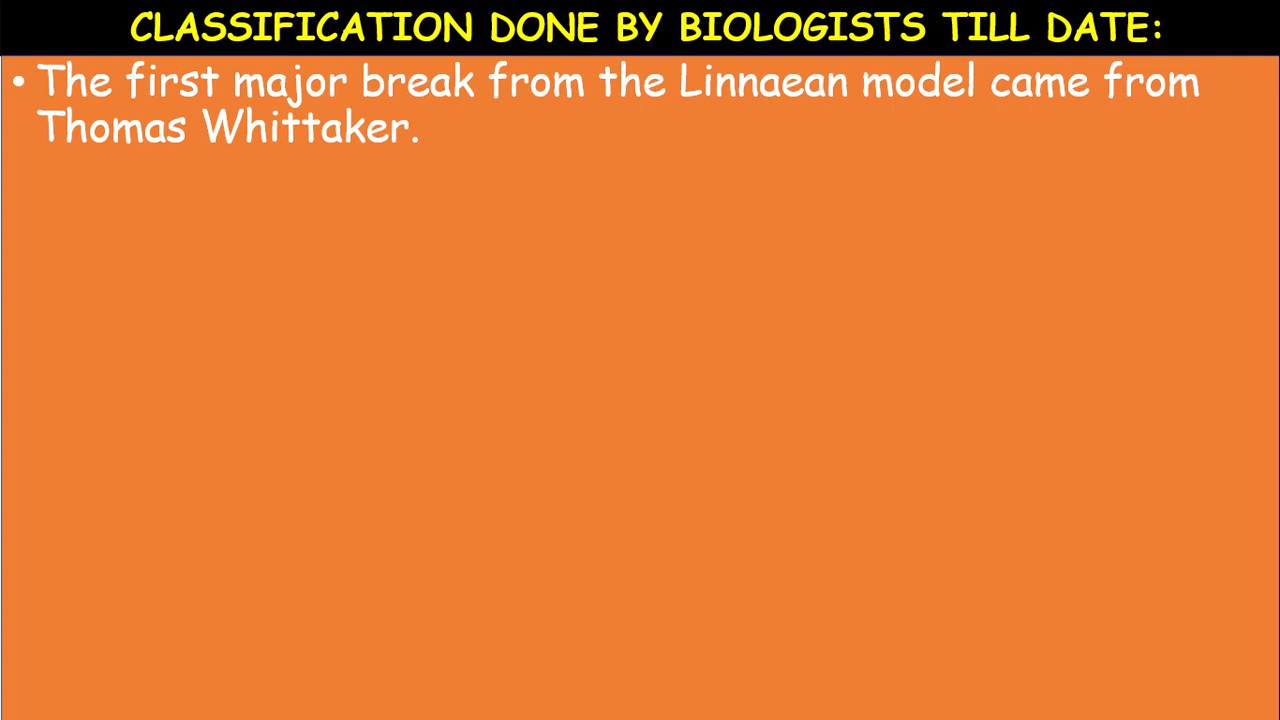 CLASSIFICATION DONE BY BIOLOGISTS TILL DATE:
• The first major break from the Linnaean model came from
Thomas Whittaker.